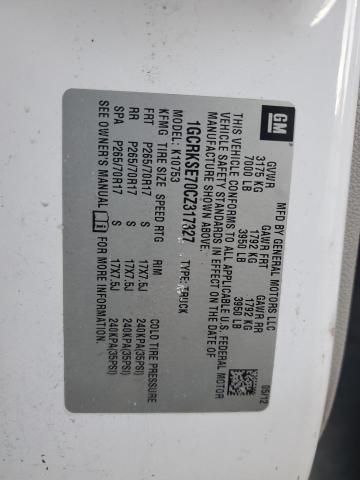 GM
MFD BY GENERAL MOTORS LLC
05/12
GVWR GAWR FRT GAWR RR
3175 KG 1792 KG 1792 KG
7000 LB 3950 LB 3950 LB
THIS VEHICLE CONFORMS TO ALL APPLICABLE U.S. FEDERAL MOTOR
VEHICLE SAFETY STANDARDS IN EFFECT ON THE DATE OF
MANUFACTURE SHOWN ABOVE.
1GCRKSE70CZ317327 TYPE: TRUCK
MODEL: K10753
KFMG TIRE SIZE SPEED RTG RIM COLD TIRE PRESSURE
FRT P265/70R17 S 17X7.5J 240KPA(35PSI)
RR P265/70R17 S 17X7.5J 240KPA(35PSI)
SPA P265/70R17 S 17X7.5J 240KPA(35PSI)
SEE OWNER'S MANUAL FOR MORE INFORMATION.